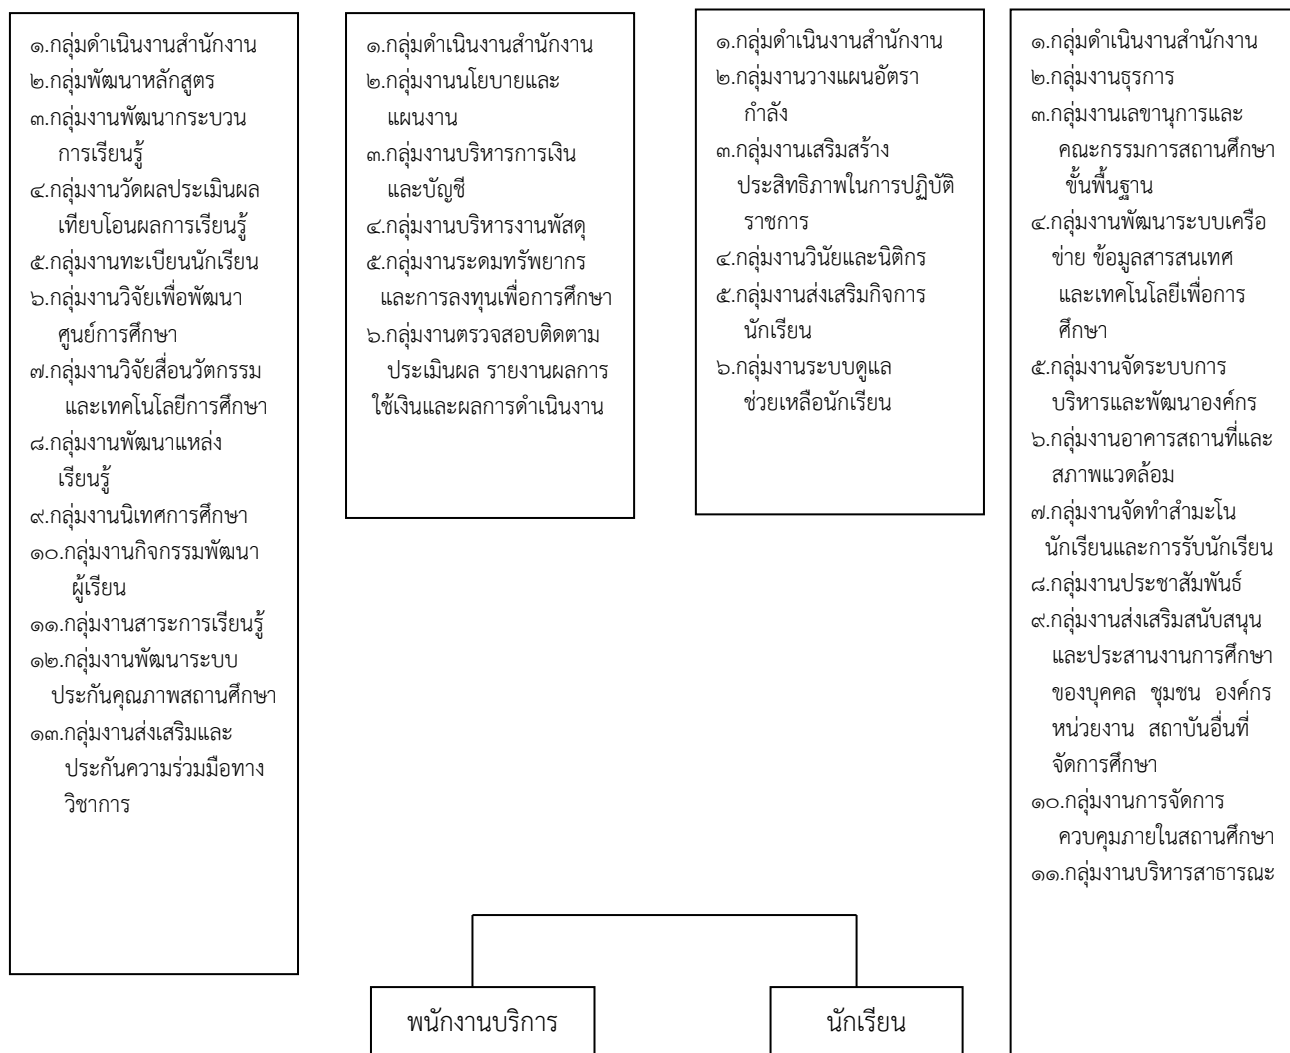 ๑.กลุ่มดำเนินงานสำนักงาน
๒.กลุ่มพัฒนาหลักสูตร
๓.กลุ่มงานพัฒนากระบวน
การเรียนรู้
๔.กลุ่มงานวัดผลประเมินผล
เทียบโอนผลการเรียนรู้
๕.กลุ่มงานทะเบียนนักเรียน
๖.กลุ่มงานวิจัยเพื่อพัฒนา
ศูนย์การศึกษา
๗.กลุ่มงานวิจัยสื่อนวัตกรรม
และเทคโนโลยีการศึกษา
๘.กลุ่มงานพัฒนาแหล่ง
เรียนรู้
๙.กลุ่มงานนิเทศการศึกษา
๑๐.กลุ่มงานกิจกรรมพัฒนา
ผู้เรียน
๑๑.กลุ่มงานสาระการเรียนรู้
๑๒.กลุ่มงานพัฒนาระบบ
ประกันคุณภาพสถานศึกษา
๑๓.กลุ่มงานส่งเสริมและ
ประกันความร่วมมือทาง
วิชาการ
๑.กลุ่มดำเนินงานสำนักงาน
๒.กลุ่มงานนโยบายและ
แผนงาน
๓.กลุ่มงานบริหารการเงิน
และบัญชี
๔.กลุ่มงานบริหารงานพัสดุ
๕.กลุ่มงานระดมทรัพยากร
และการลงทุนเพื่อการศึกษา
๖.กลุ่มงานตรวจสอบติดตาม
ประเมินผล รายงานผลการ
ใช้เงินและผลการดำเนินงาน
๑.กลุ่มดำเนินงานสำนักงาน
๒.กลุ่มงานวางแผนอัตรา
กำลัง
๓.กลุ่มงานเสริมสร้าง
ประสิทธิภาพในการปฏิบัติ
ราชการ
๔.กลุ่มงานวินัยและนิติกร
๕.กลุ่มงานส่งเสริมกิจการ
นักเรียน
๖.กลุ่มงานระบบดูแล
ช่วยเหลือนักเรียน
๑.กลุ่มดำเนินงานสำนักงาน
๒.กลุ่มงานธุรการ
๓.กลุ่มงานเลขานุการและ
คณะกรรมการสถานศึกษา
ขั้นพื้นฐาน
๔.กลุ่มงานพัฒนาระบบเครือ
ข่าย ข้อมูลสารสนเทศ
และเทคโนโลยีเพื่อการ
ศึกษา
๕.กลุ่มงานจัดระบบการ
บริหารและพัฒนาองค์กร
๖.กลุ่มงานอาคารสถานที่และ
สภาพแวดล้อม
๗.กลุ่มงานจัดทำสำมะโน
นักเรียนและการรับนักเรียน
๘.กลุ่มงานประชาสัมพันธ์
๙.กลุ่มงานส่งเสริมสนับสนุน
และประสานงานการศึกษา
ของบุคคล ชุมชน องค์กร
หน่วยงาน สถาบันอื่นที่
จัดการศึกษา
๑๐.กลุ่มงานการจัดการ
ควบคุมภายในสถานศึกษา
๑๑.กลุ่มงานบริหารสาธารณะ
พนักงานบริการ
นักเรียน